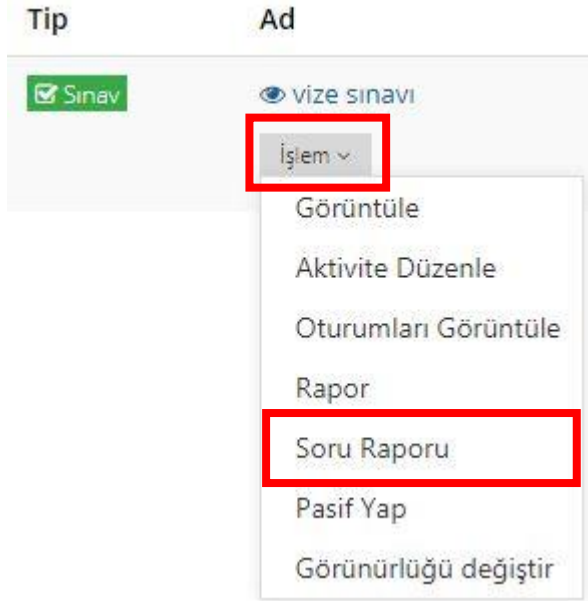 Tip Ad
Sınav vize sınavı
İşlem
Görüntüle
Aktivite Düzenle
Oturumları Görüntüle
Rapor
Soru Raporu
Pasif Yap
Görünürlüğü değiştir